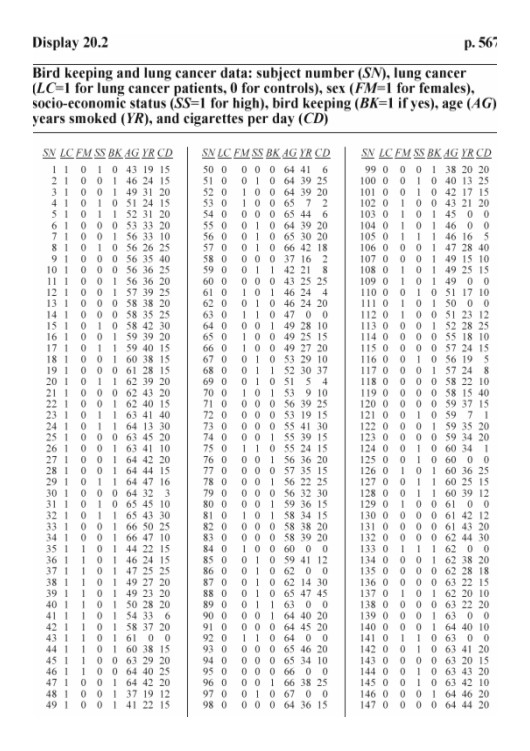 Display 20.2 p. 567
Bird keeping and lung cancer data: subject number (SN), lung cancer
(LC=1 for lung cancer patients, 0 for controls), sex (FM=1 for females),
socio-economic status (SS=1 for high), bird keeping (BK=1 if yes), age (AG)
years smoked (YR), and cigarettes per day (CD)
SN LC FM SS BK AG YR CD
1 1 0 1 0 43 19 15
2 1 0 0 1 46 24 15
3 1 0 0 1 49 31 20
4 1 0 1 0 51 24 15
5 1 0 1 1 52 31 20
6 1 0 0 0 53 33 20
7 1 0 0 1 56 33 10
8 1 0 1 0 56 26 25
9 1 0 0 0 56 35 40
10 1 0 0 0 56 36 25
11 1 0 0 1 56 36 20
12 1 0 0 1 57 39 25
13 1 0 0 0 58 38 20
14 1 0 0 0 58 35 25
15 1 0 1 0 58 42 30
16 1 0 0 1 59 39 20
17 1 0 1 1 59 40 15
18 1 0 0 1 60 38 15
19 1 0 0 0 61 28 15
20 1 0 1 1 62 39 20
21 1 0 0 0 62 43 20
22 1 0 0 1 62 40 15
23 1 0 1 1 63 41 40
24 1 0 1 1 64 13 30
25 1 0 0 0 63 45 20
26 1 0 0 1 63 41 10
27 1 0 0 1 64 42 20
28 1 0 0 1 64 44 15
29 1 0 1 1 64 47 16
30 1 0 0 0 64 32 3
31 1 0 1 0 65 45 10
32 1 0 1 1 65 43 30
33 1 0 0 1 66 50 25
34 1 0 0 1 66 47 10
35 1 1 0 1 44 22 15
36 1 1 0 1 46 24 15
37 1 1 0 1 47 25 25
38 1 1 0 1 49 27 20
39 1 1 0 1 49 23 20
40 1 1 0 1 50 28 20
41 1 1 0 1 54 33 6
42 1 1 0 1 58 37 20
43 1 1 0 1 61 0 0
44 1 1 0 1 60 38 15
45 1 1 0 0 63 29 20
46 1 1 0 0 64 40 25
47 1 0 0 1 64 42 20
48 1 0 0 1 37 19 12
49 1 0 0 1 41 22 15
SN LC FM SS BK AG YR CD
50 0 0 0 0 64 41 6
51 0 0 1 0 64 39 25
52 0 0 1 0 64 39 20
53 0 1 0 0 65 7 2
54 0 0 0 0 65 44 6
55 0 0 1 0 64 39 20
56 0 0 1 0 65 30 20
57 0 0 1 0 66 42 18
58 0 0 0 0 37 16 2
59 0 0 1 1 42 21 8
60 0 0 0 0 43 25 25
61 0 1 0 1 46 24 4
62 0 0 1 0 46 24 20
63 0 1 1 0 47 0 0
64 0 0 0 1 49 28 10
65 0 1 0 0 49 25 15
66 0 1 0 0 49 27 20
67 0 0 1 0 53 29 10
68 0 0 1 1 52 30 37
69 0 1 0 1 51 5 4
70 0 1 0 1 53 9 10
71 0 0 0 0 56 39 25
72 0 0 0 0 53 19 15
73 0 0 0 0 55 41 30
74 0 0 0 1 55 39 15
75 0 1 1 0 55 24 15
76 0 0 0 1 56 36 20
77 0 0 0 0 57 35 15
78 0 0 0 1 56 22 25
79 0 0 0 0 56 32 30
80 0 0 0 1 59 36 15
81 0 1 0 1 58 34 15
82 0 0 0 0 58 38 20
83 0 0 0 0 58 39 20
84 0 1 0 0 60 0 0
85 0 0 1 0 59 41 12
86 0 0 1 0 62 0 0
87 0 0 1 0 62 14 30
88 0 0 1 0 65 47 45
89 0 0 1 1 63 0 0
90 0 0 0 1 64 40 20
91 0 0 0 0 64 45 20
92 0 1 1 0 64 0 0
93 0 0 0 0 65 46 20
94 0 0 0 0 65 34 10
95 0 0 0 0 66 0 0
96 0 0 0 1 66 38 25
97 0 0 1 0 67 0 0
98 0 0 0 0 64 36 15
SN LC FM SS BK AG YR CD
99 0 0 0 1 38 20 20
100 0 0 1 0 40 13 25
101 0 0 0 1 42 17 15
102 0 1 0 0 43 21 20
103 0 1 0 1 45 0 0
104 0 1 0 1 46 0 0
105 0 1 1 1 46 16 5
106 0 0 0 1 47 28 40
107 0 0 0 1 49 15 10
108 0 1 0 1 49 25 15
109 0 1 0 1 49 0 0
110 0 0 1 0 51 17 10
111 0 1 0 1 50 0 0
112 0 1 0 0 51 23 12
113 0 0 0 1 52 28 25
114 0 0 0 0 55 18 10
115 0 0 0 0 57 24 15
116 0 0 1 0 56 19 5
117 0 0 0 1 57 24 8
118 0 0 0 0 58 22 10
119 0 0 0 0 58 15 40
120 0 0 0 0 59 37 15
121 0 0 1 0 59 7 1
122 0 0 0 1 59 35 20
123 0 0 0 0 59 34 20
124 0 0 1 0 60 34 1
125 0 0 1 0 60 0 0
126 0 1 0 1 60 36 25
127 0 0 0 1 60 25 15
128 0 0 1 1 60 39 12
129 0 1 0 0 61 0 0
130 0 0 0 0 61 42 12
131 0 0 0 0 61 43 20
132 0 0 0 0 62 44 30
133 0 1 1 1 62 0 0
134 0 0 0 1 62 38 20
135 0 0 0 0 62 28 18
136 0 0 0 0 63 22 15
137 0 1 0 1 62 20 10
138 0 0 0 0 63 22 20
139 0 0 0 1 63 0 0
140 0 0 0 1 64 40 10
141 0 1 1 0 63 0 0
142 0 0 1 0 63 41 20
143 0 0 0 0 63 20 15
144 0 0 1 0 63 43 20
145 0 0 1 0 63 42 10
146 0 0 0 1 64 46 20
147 0 0 0 0 64 44 20